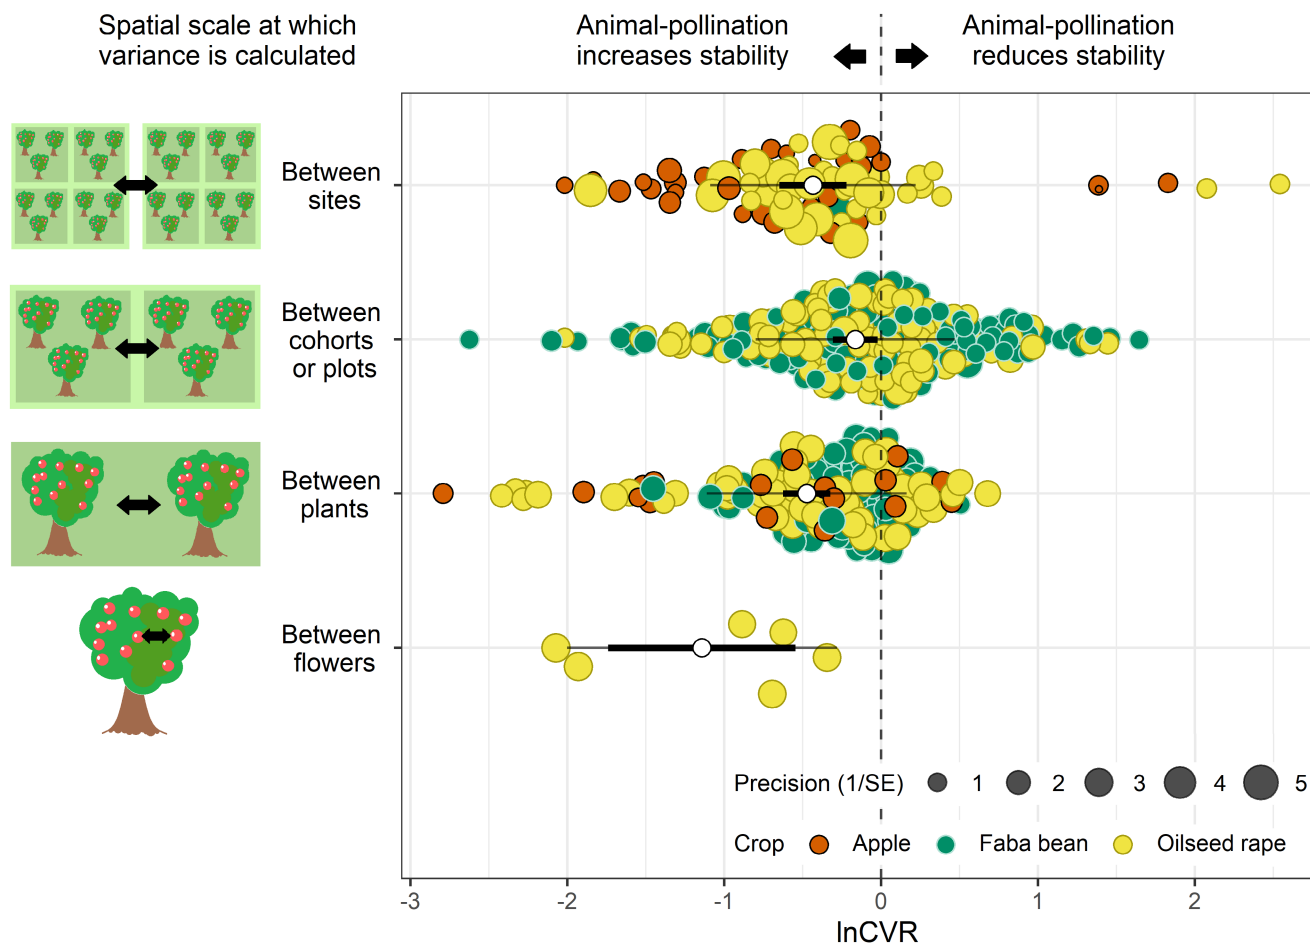 Spatial scale at which
variance is calculated
Animal-pollination
increases stability
Animal-pollination
reduces stability
Between
sites
Between
cohorts
or plots
Between
plants
Between
flowers
Precision (1/SE) 1 2 3 4 5
Crop Apple Faba bean Oilseed rape
-3 -2 -1 0 1 2
lnCVR